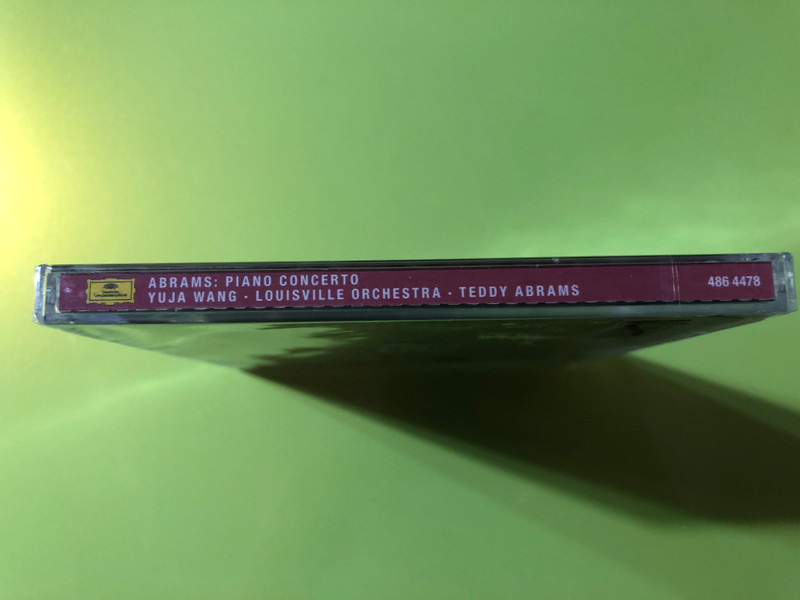 ABRAMS: PIANO CONCERTO
YUJA WANG · LOUISVILLE ORCHESTRA · TEDDY ABRAMS
486 4478